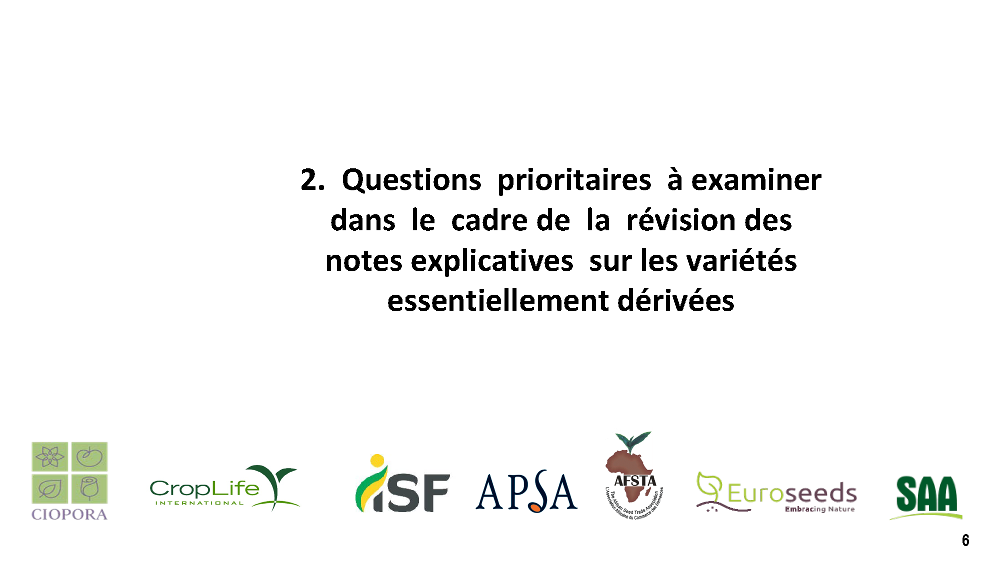 2. Questions prioritaires à examiner
dans le cadre de la révision des
notes explicatives sur les variétés
essentiellement dérivées
CIOPORA
CropLife
INTERNATIONAL
iSF
APSA
AFSTA
The African Seed Trade Association
L'Association Africaine du Commerce des Semences
Euroseeds
Embracing Nature
SAA
6